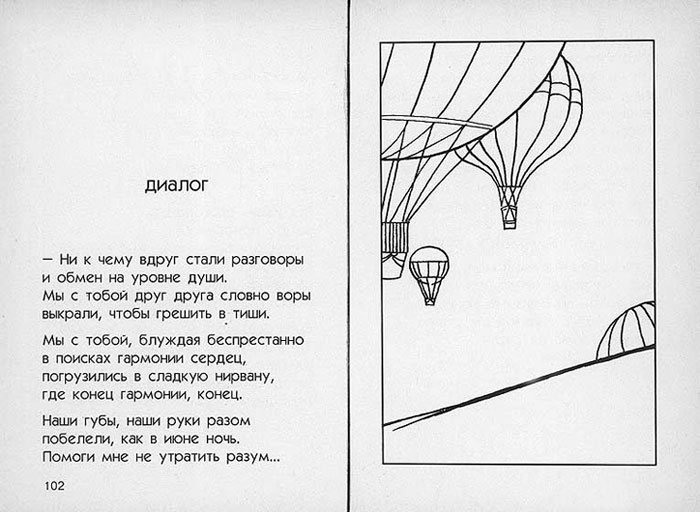 ДИАЛОГ
— Ни к чему вдруг стали разговоры
и обмен на уровне души.
Мы с тобой друг друга словно воры
выкрали, чтобы грешить в тиши.
Мы с тобой, блуждая беспрестанно
в поисках гармонии сердец,
погрузились в сладкую нирвану,
где конец гармонии, конец.
Наши губы, наши руки разом
побелели, как в июне ночь.
Помоги мне не утратить разум...
102